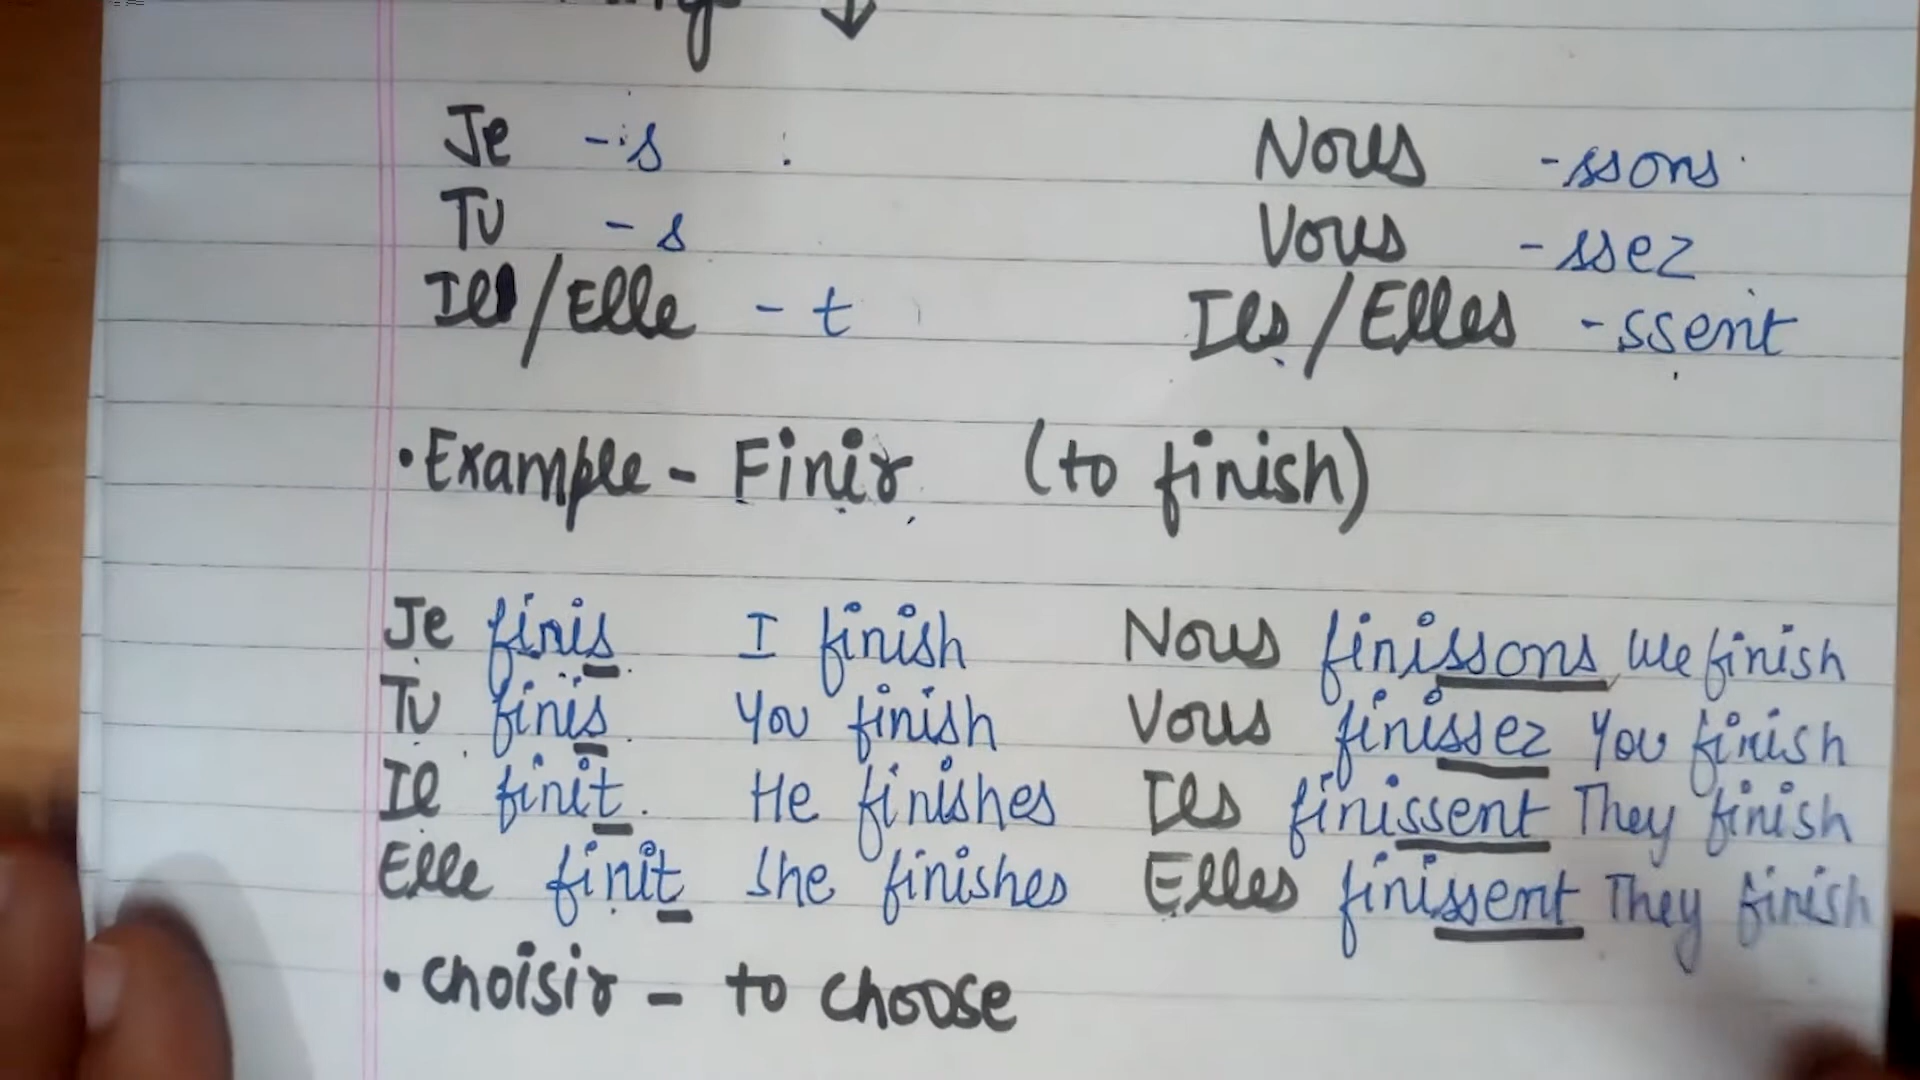 Je -s Nous -ssons
Tu - s Vous - ssez
Il/Elle - t Ils/Elles - ssent
• Example - Finir (to finish)
Je finis I finish Nous finissons We finish
Tu finis You finish Vous finissez You finish
Il finit He finishes Ils finissent They finish
Elle finit She finishes Elles finissent They finish
• choisir - to choose